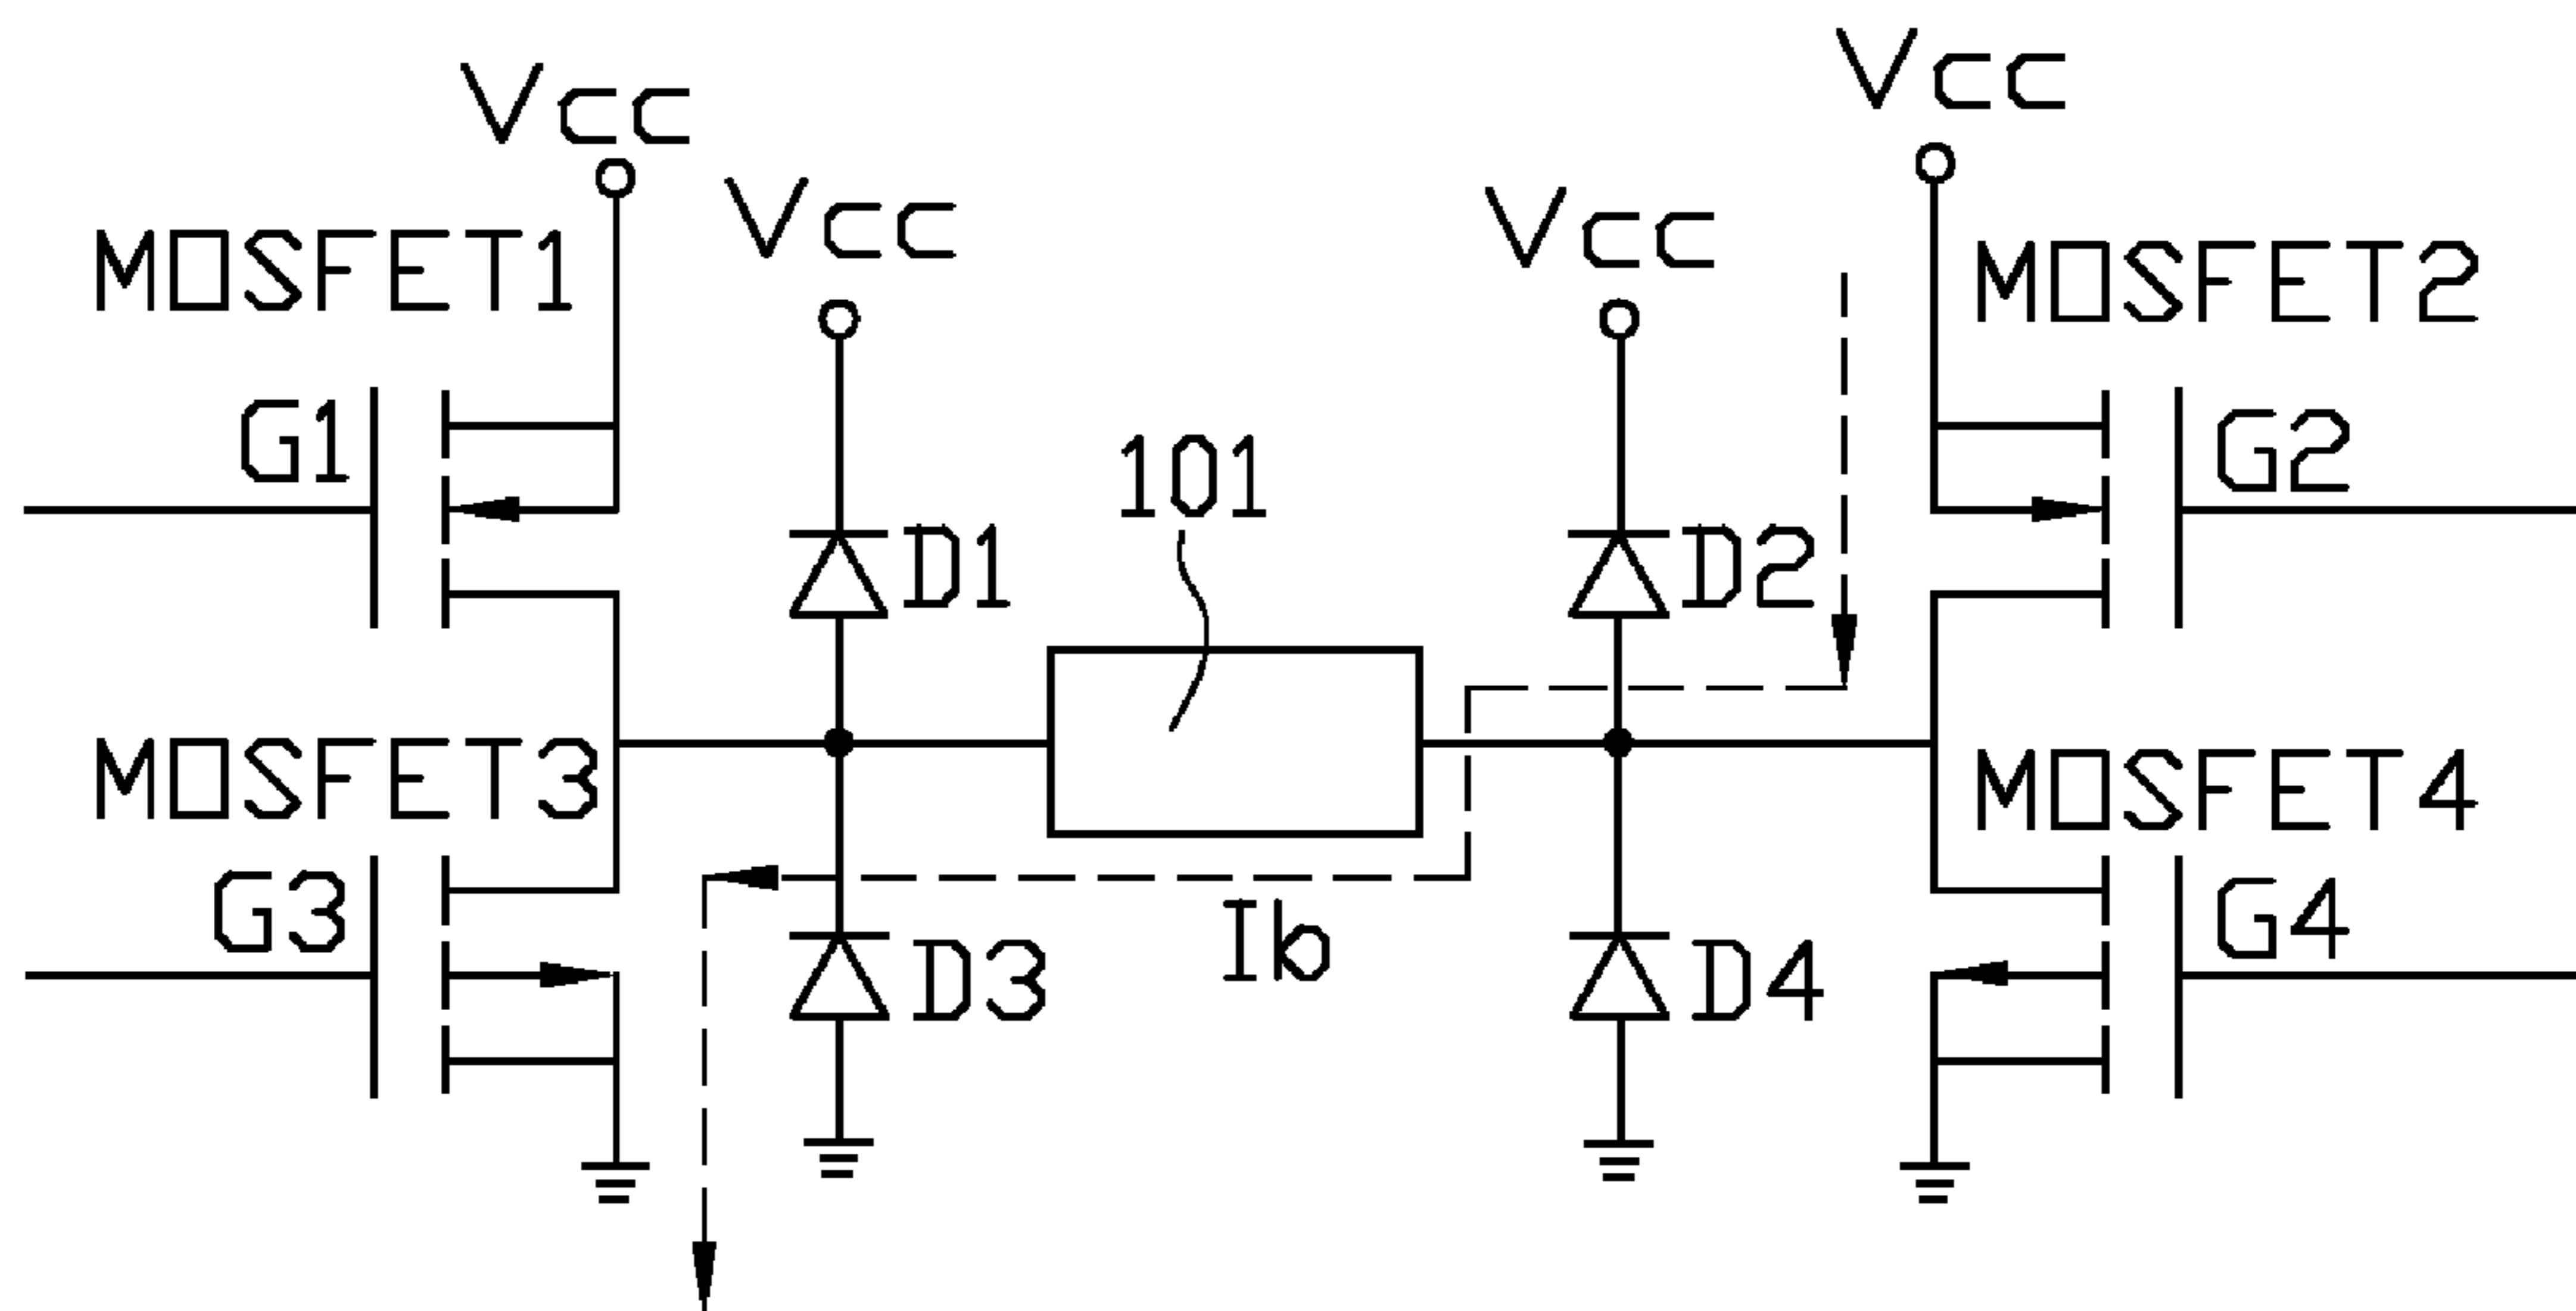 Vcc
Vcc
Vcc
Vcc
MOSFET1
MOSFET2
G1
G2
101
D1
D2
MOSFET3
MOSFET4
G3
G4
Ib
D3
D4